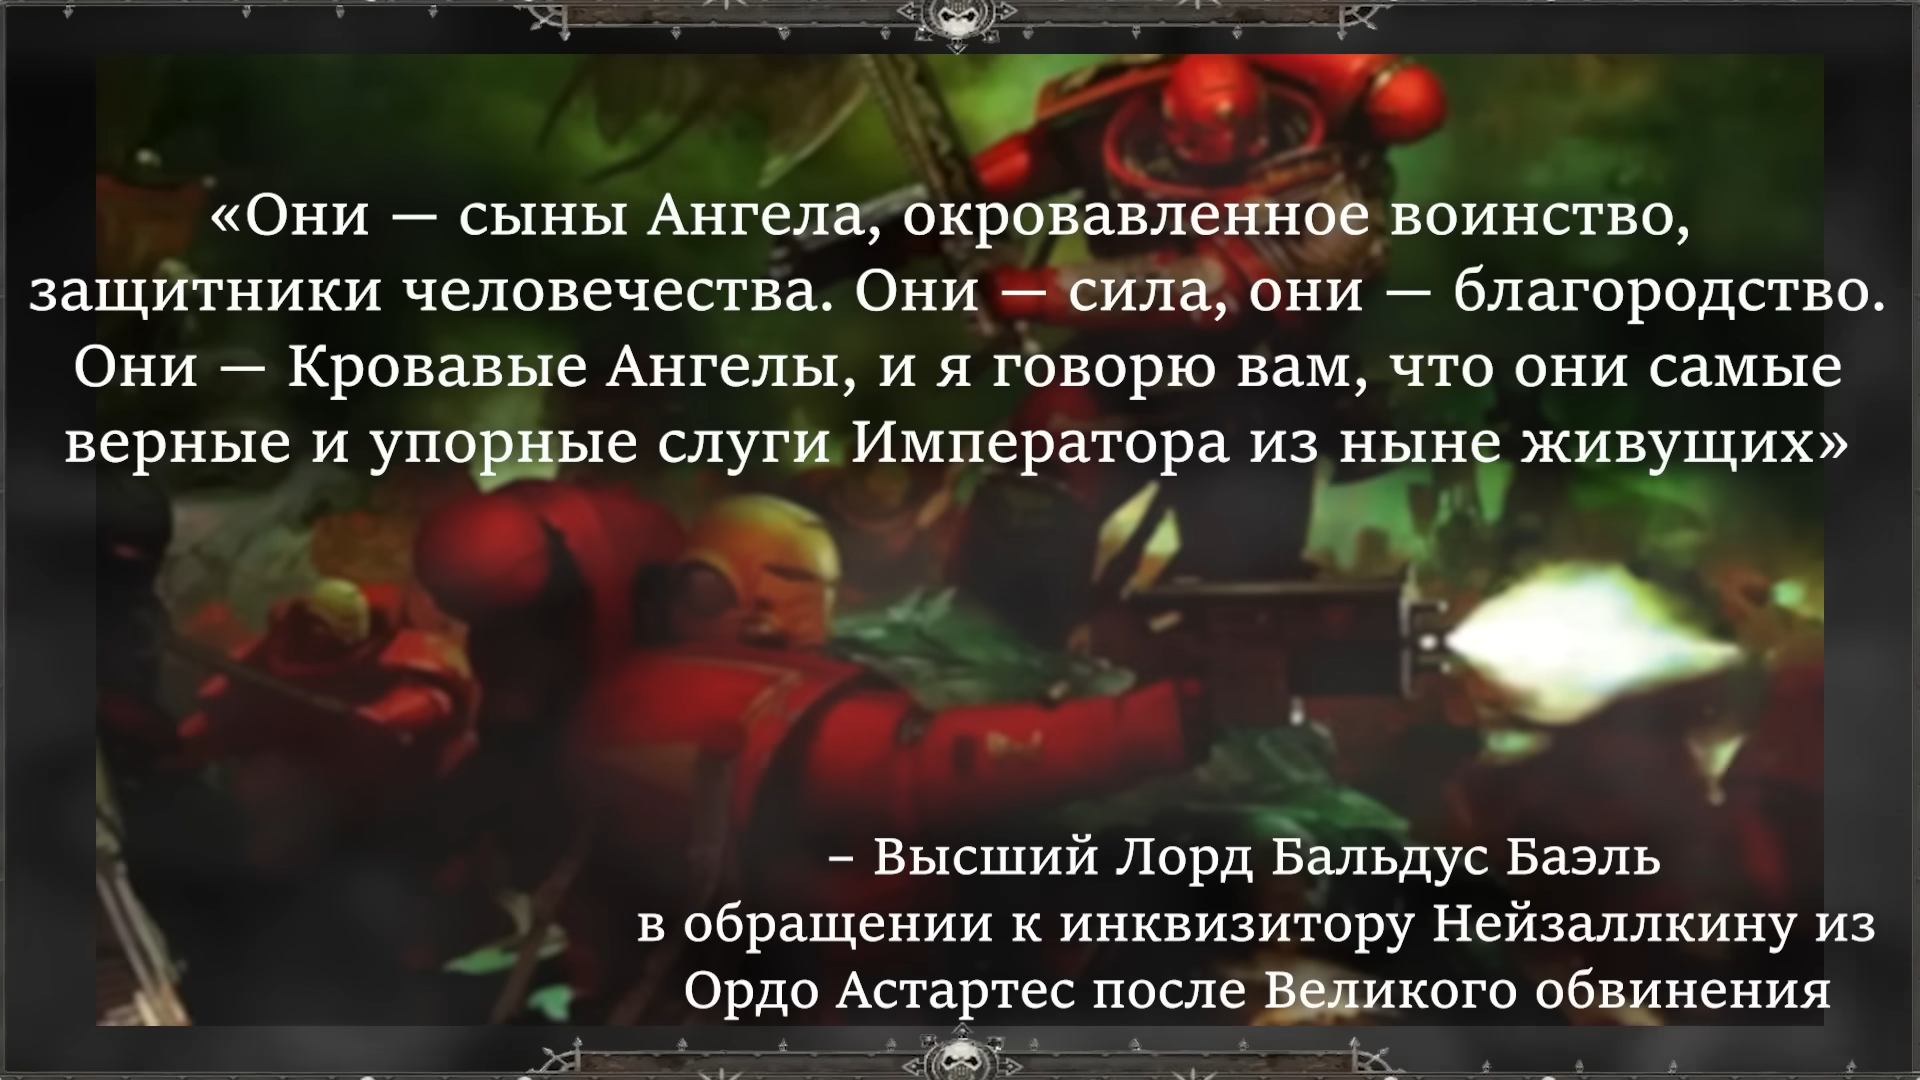 «Они — сыны Ангела, окровавленное воинство,
защитники человечества. Они — сила, они — благородство.
Они — Кровавые Ангелы, и я говорю вам, что они самые
верные и упорные слуги Императора из ныне живущих»
– Высший Лорд Бальдус Баэль
в обращении к инквизитору Нейзаллкину из
Ордо Астартес после Великого обвинения